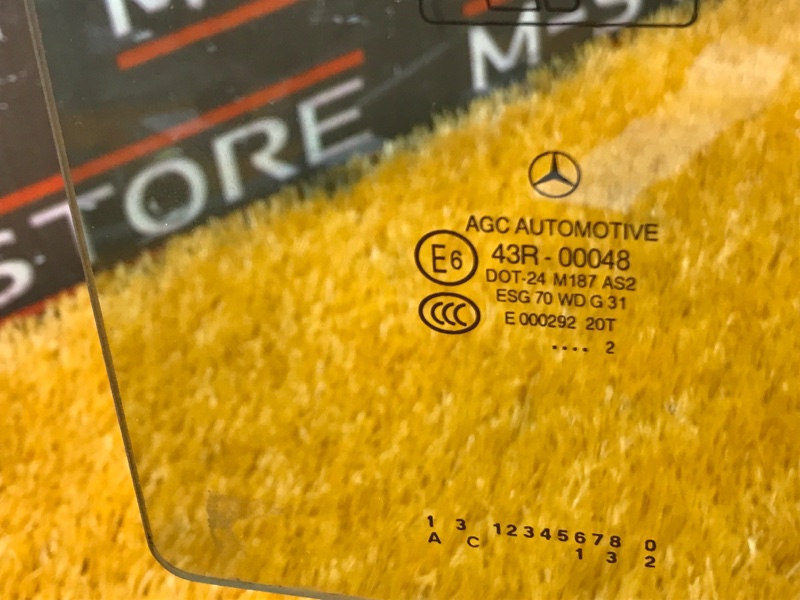 STORE
AGC AUTOMOTIVE
E6 43R - 00048
DOT-24 M187 AS2
ESG 70 WD G 31
CCC E 000292 20T
.... 2
1 3 12345678 0
A C 1 3 2